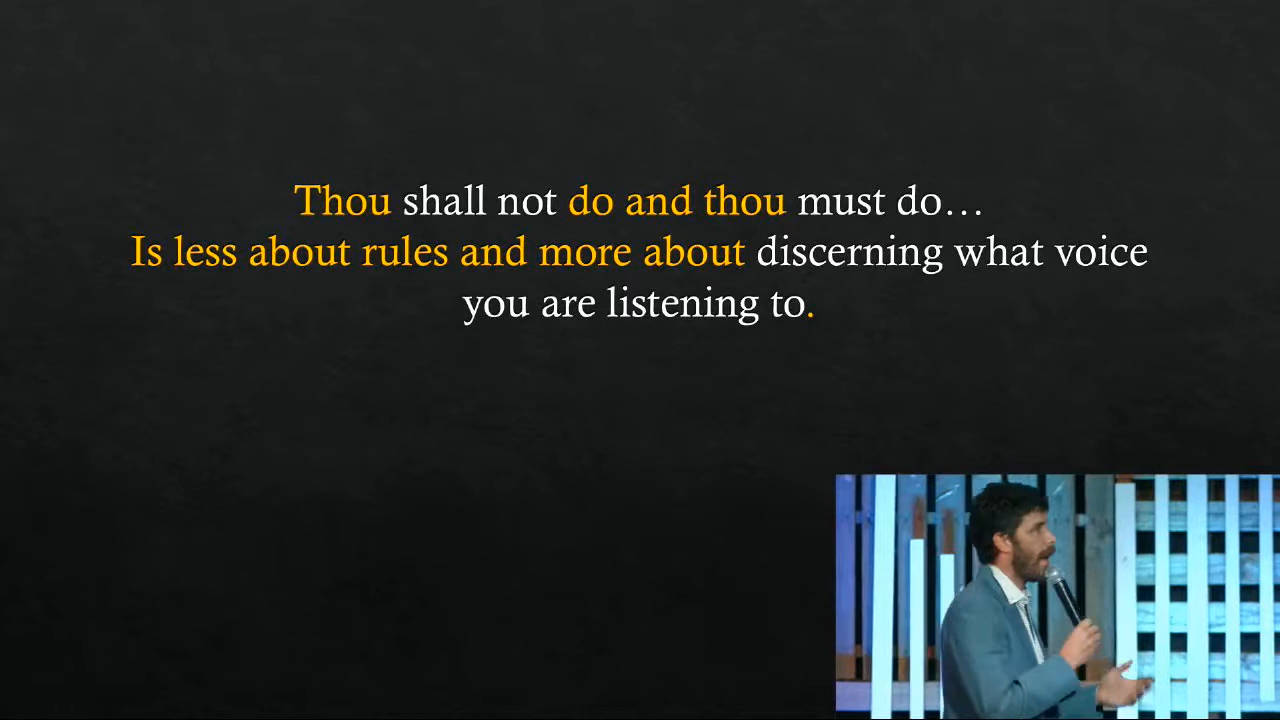 Thou shall not do and thou must do…
Is less about rules and more about discerning what voice
you are listening to.